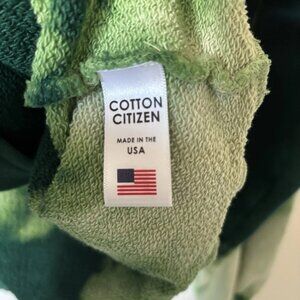 COTTON
CITIZEN
MADE IN THE
USA